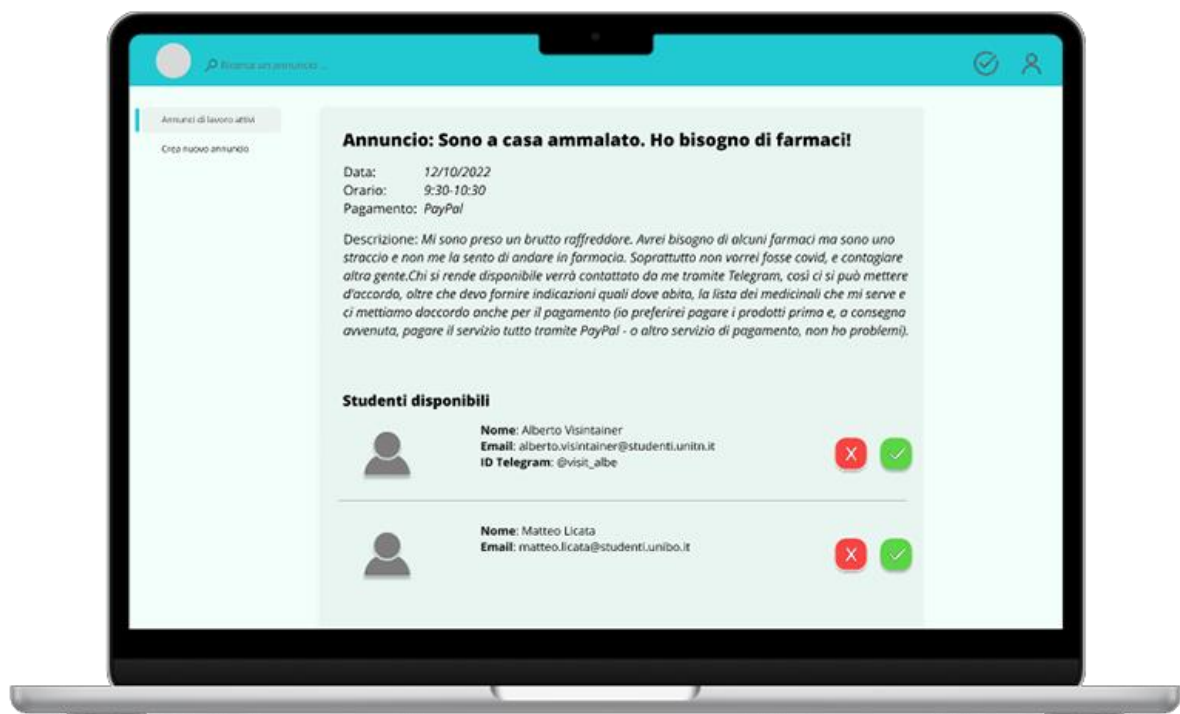 Ricerca un annuncio ...
Annunci di lavoro attivi
Crea nuovo annuncio
Annuncio: Sono a casa ammalato. Ho bisogno di farmaci!
Data: 12/10/2022
Orario: 9:30-10:30
Pagamento: PayPal
Descrizione: Mi sono preso un brutto raffreddore. Avrei bisogno di alcuni farmaci ma sono uno
straccio e non me la sento di andare in farmacia. Soprattutto non vorrei fosse covid, e contagiare
altra gente.Chi si rende disponibile verrà contattato da me tramite Telegram, così ci si può mettere
d'accordo, oltre che devo fornire indicazioni quali dove abito, la lista dei medicinali che mi serve e
ci mettiamo daccordo anche per il pagamento (io preferirei pagare i prodotti prima e, a consegna
avvenuta, pagare il servizio tutto tramite PayPal - o altro servizio di pagamento, non ho problemi).
Studenti disponibili
Nome: Alberto Visintainer
Email: alberto.visintainer@studenti.unitn.it
ID Telegram: @visit_albe
X
Nome: Matteo Licata
Email: matteo.licata@studenti.unibo.it
X